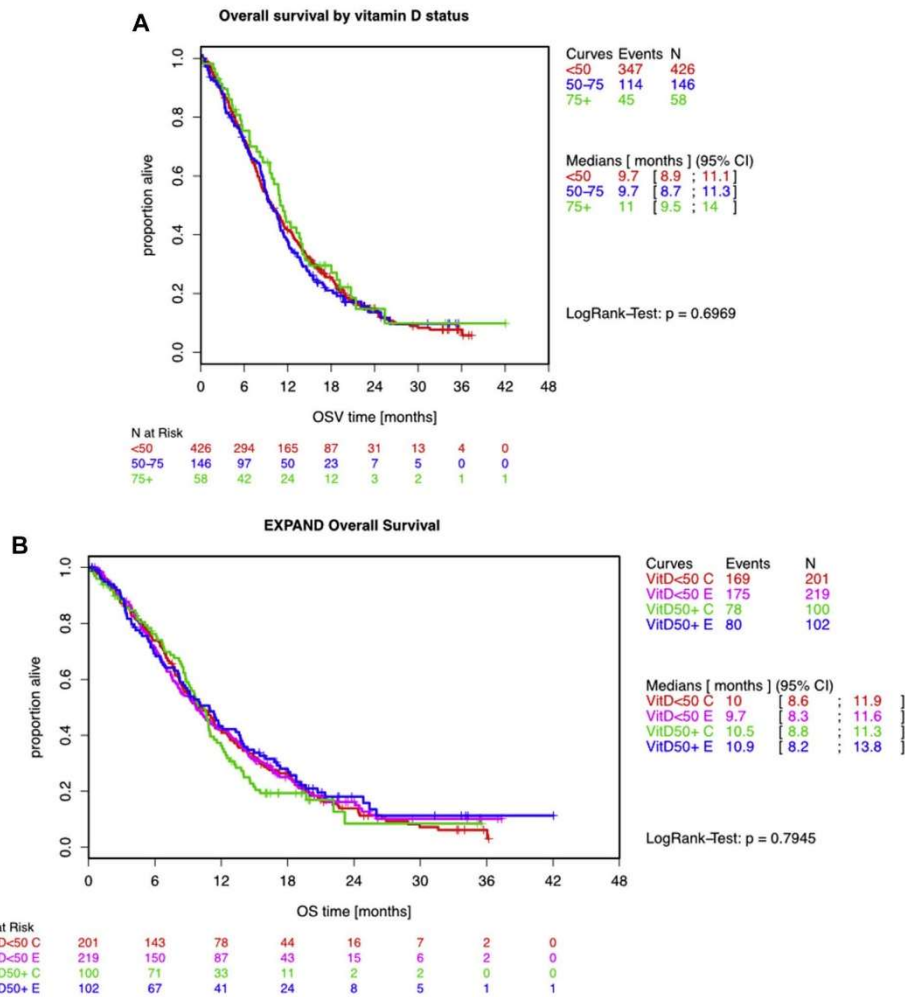 A
Overall survival by vitamin D status
Curves Events N
<50 347 426
50-75 114 146
75+ 45 58
Medians [ months ] (95% CI)
<50 9.7 [ 8.9 ; 11.1 ]
50-75 9.7 [ 8.7 ; 11.3 ]
75+ 11 [ 9.5 ; 14 ]
LogRank-Test: p = 0.6969
proportion alive
1.0
0.8
0.6
0.4
0.2
0.0
0 6 12 18 24 30 36 42 48
OSV time [months]
N at Risk
<50 426 294 165 87 31 13 4 0
50-75 146 97 50 23 7 5 0 0
75+ 58 42 24 12 3 2 1 1
B
EXPAND Overall Survival
Curves Events N
VitD<50 C 169 201
VitD<50 E 175 219
VitD50+ C 78 100
VitD50+ E 80 102
Medians [ months ] (95% CI)
VitD<50 C 10 [ 8.6 ; 11.9 ]
VitD<50 E 9.7 [ 8.3 ; 11.6 ]
VitD50+ C 10.5 [ 8.8 ; 11.3 ]
VitD50+ E 10.9 [ 8.2 ; 13.8 ]
LogRank-Test: p = 0.7945
proportion alive
1.0
0.8
0.6
0.4
0.2
0.0
0 6 12 18 24 30 36 42 48
OS time [months]
at Risk
D<50 C 201 143 78 44 16 7 2 0
D<50 E 219 150 87 43 15 6 2 0
D50+ C 100 71 33 11 2 2 0 0
D50+ E 102 67 41 24 8 5 1 1